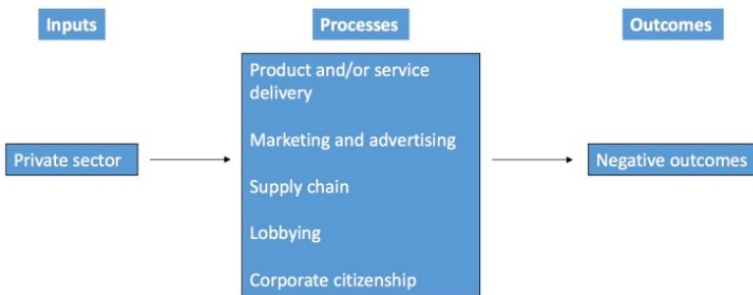 Inputs
Processes
Outcomes
Product and/or service
delivery
Marketing and advertising
Private sector
Negative outcomes
Supply chain
Lobbying
Corporate citizenship